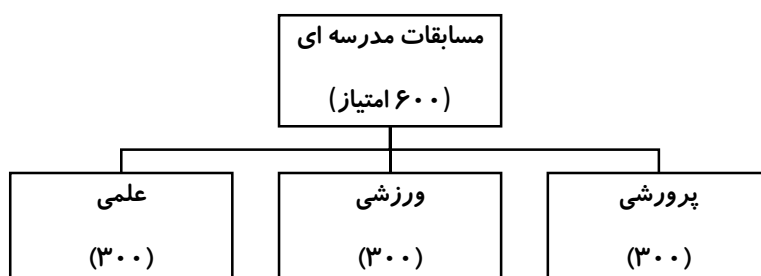 مسابقات مدرسه ای
(۶۰۰ امتیاز)
پرورشی
(۳۰۰)
ورزشی
(۳۰۰)
علمی
(۳۰۰)